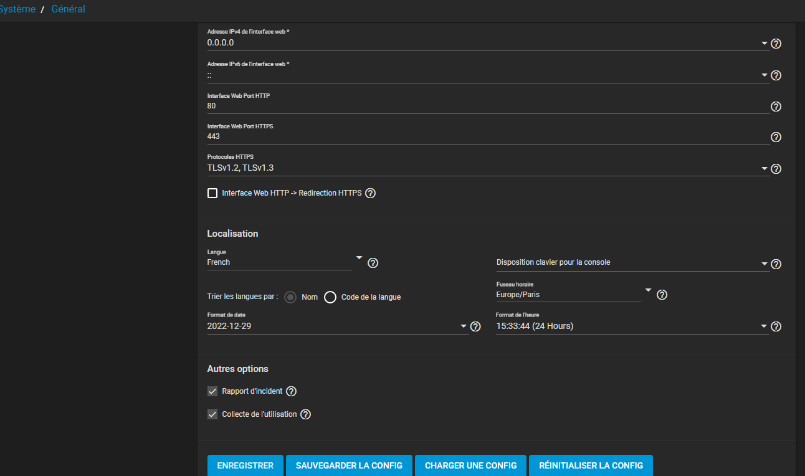 Système / Général
Adresse IPv4 de l'interface web *
0.0.0.0
Adresse IPv6 de l'interface web *
::
Interface Web Port HTTP
80
Interface Web Port HTTPS
443
Protocoles HTTPS
TLSv1.2, TLSv1.3
Interface Web HTTP -> Redirection HTTPS
Localisation
Langue
French
Disposition clavier pour la console
Trier les langues par : Nom Code de la langue
Fuseau horaire
Europe/Paris
Format de date
2022-12-29
Format de l'heure
15:33:44 (24 Hours)
Autres options
Rapport d'incident
Collecte de l'utilisation
ENREGISTRER SAUVEGARDER LA CONFIG CHARGER UNE CONFIG RÉINITIALISER LA CONFIG